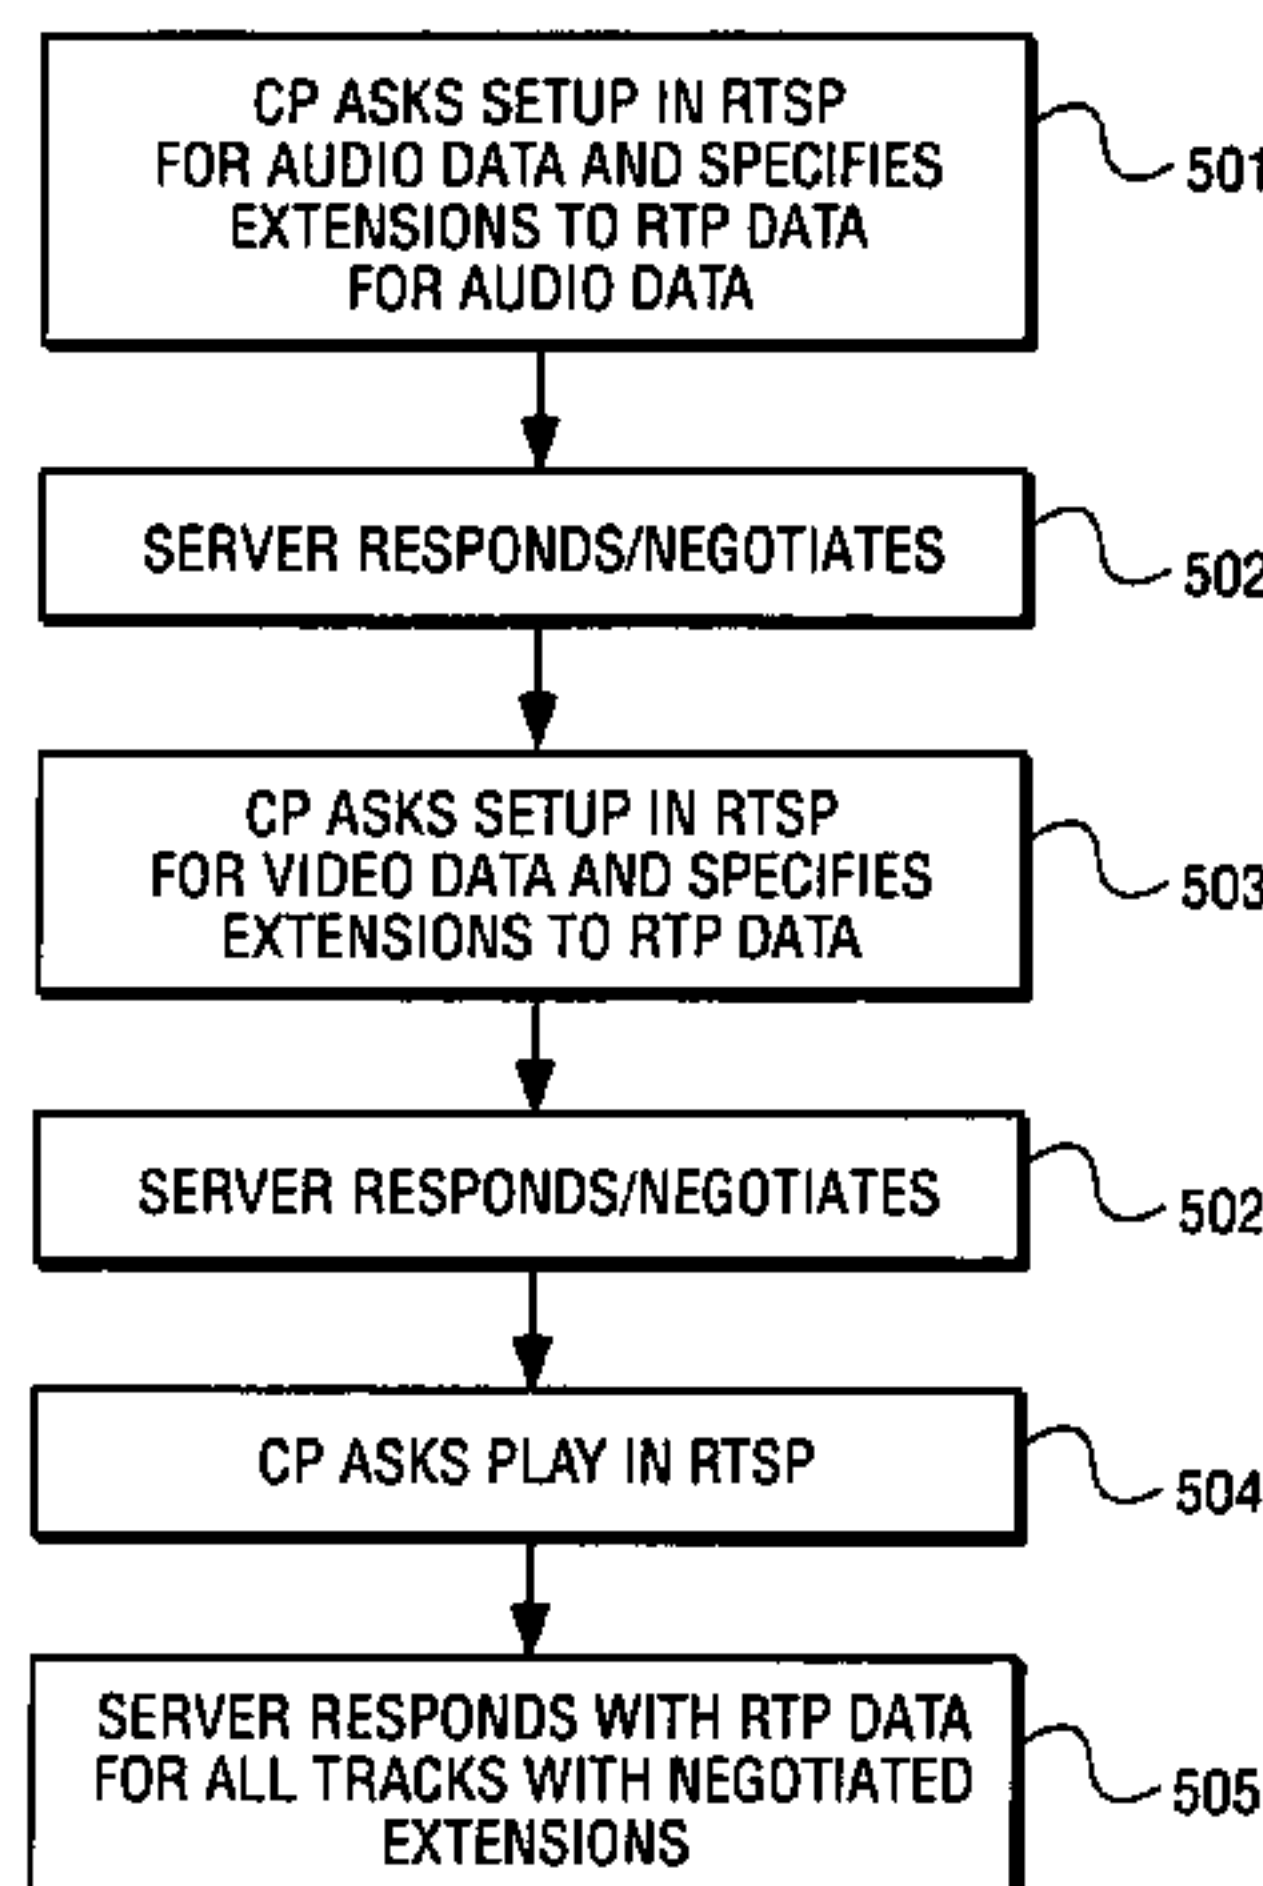 CP ASKS SETUP IN RTSP
FOR AUDIO DATA AND SPECIFIES
EXTENSIONS TO RTP DATA
FOR AUDIO DATA
501
SERVER RESPONDS/NEGOTIATES
502
CP ASKS SETUP IN RTSP
FOR VIDEO DATA AND SPECIFIES
EXTENSIONS TO RTP DATA
503
SERVER RESPONDS/NEGOTIATES
502
CP ASKS PLAY IN RTSP
504
SERVER RESPONDS WITH RTP DATA
FOR ALL TRACKS WITH NEGOTIATED
EXTENSIONS
505